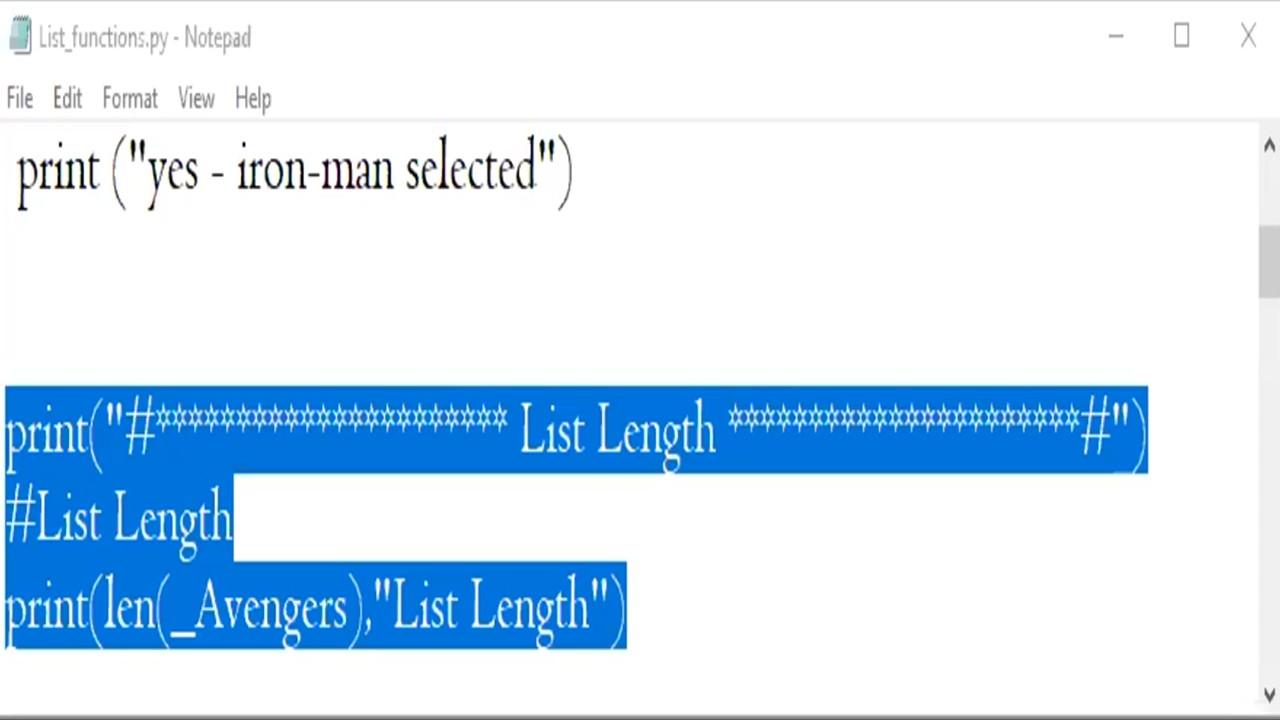 List_functions.py - Notepad
File Edit Format View Help
print ("yes - iron-man selected")
print("#********************** List Length **********************#")
#List Length
print(len(_Avengers),"List Length")